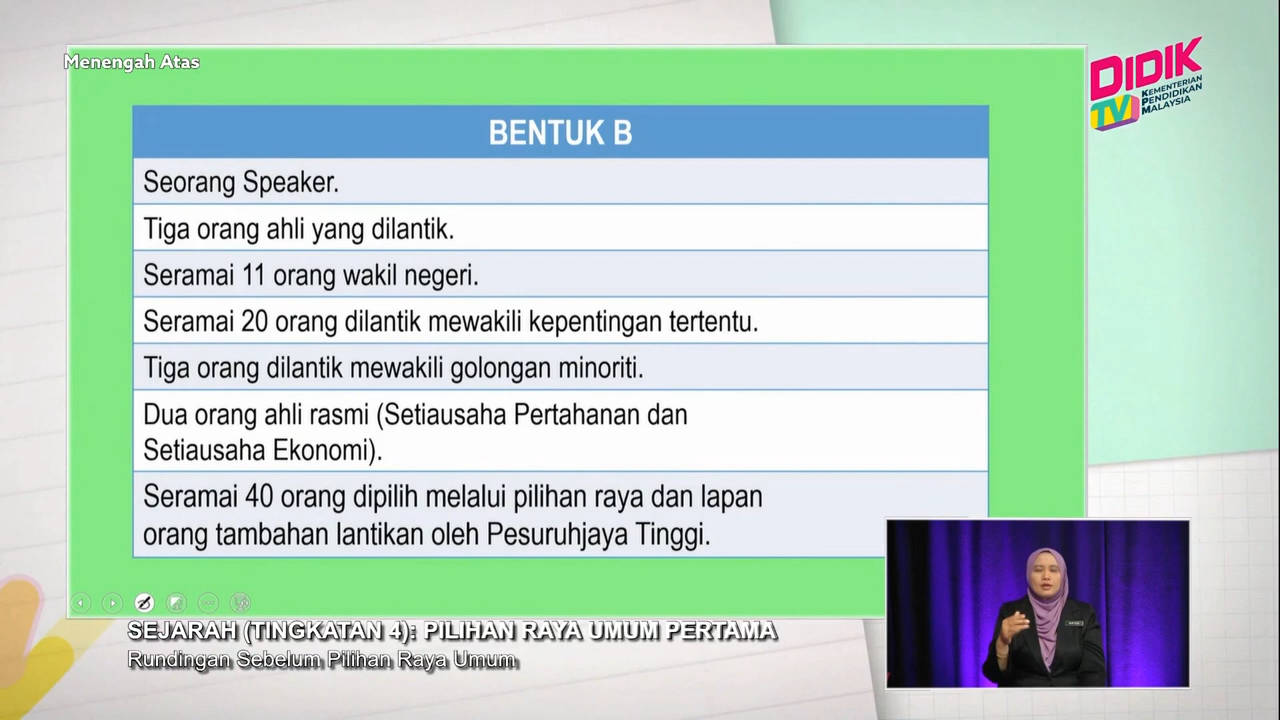 Menengah Atas
DIDIK
TV
KEMENTERIAN
PENDIDIKAN
MALAYSIA
BENTUK B
Seorang Speaker.
Tiga orang ahli yang dilantik.
Seramai 11 orang wakil negeri.
Seramai 20 orang dilantik mewakili kepentingan tertentu.
Tiga orang dilantik mewakili golongan minoriti.
Dua orang ahli rasmi (Setiausaha Pertahanan dan
Setiausaha Ekonomi).
Seramai 40 orang dipilih melalui pilihan raya dan lapan
orang tambahan lantikan oleh Pesuruhjaya Tinggi.
SEJARAH (TINGKATAN 4): PILIHAN RAYA UMUM PERTAMA
Rundingan Sebelum Pilihan Raya Umum